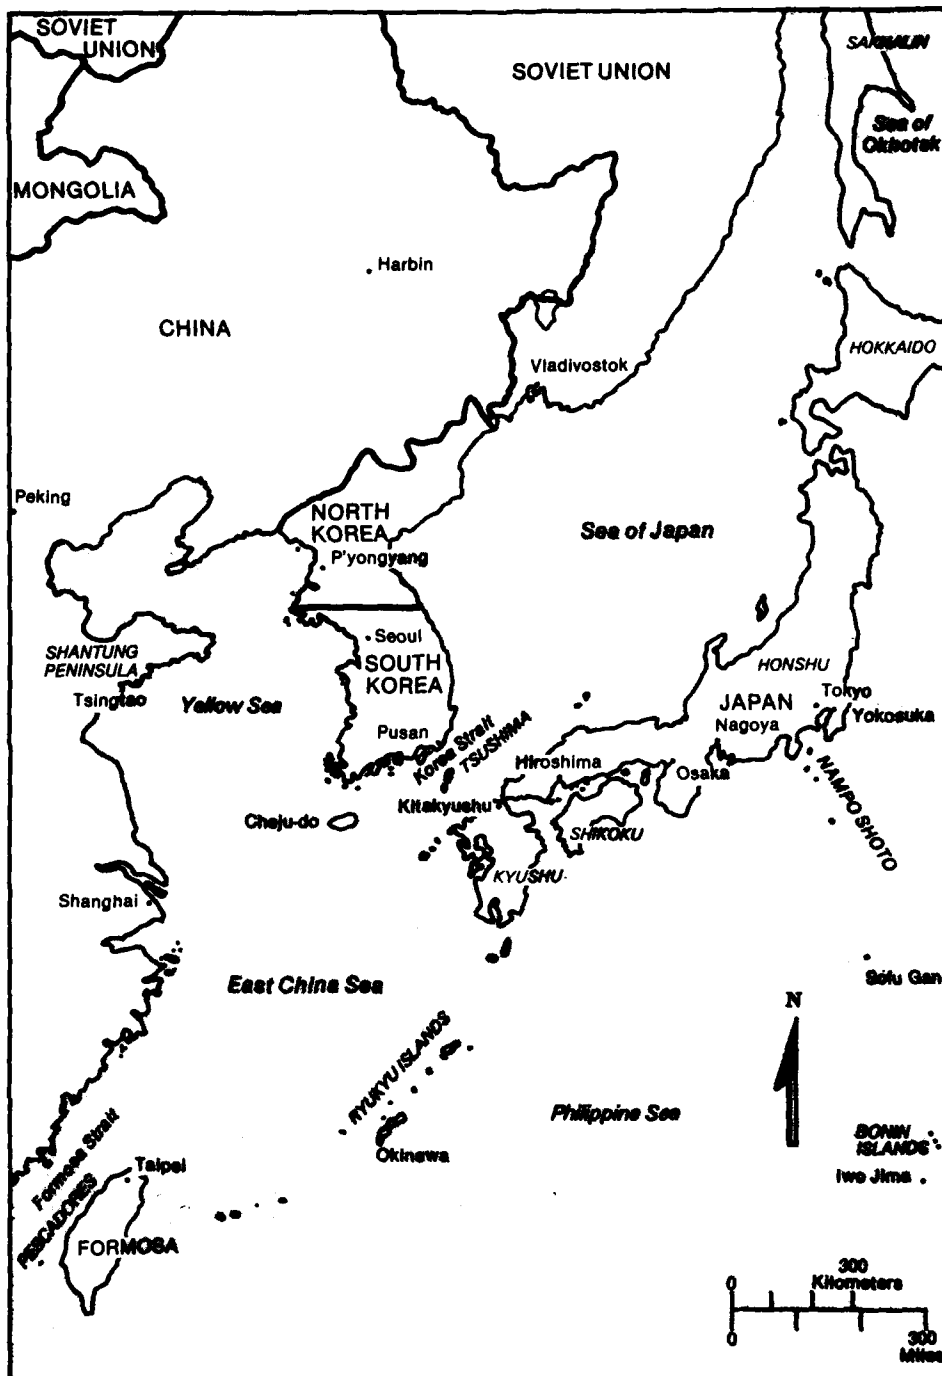 SOVIET
UNION
SOVIET UNION
SAKHALIN
Sea of
Okhotsk
MONGOLIA
Harbin
CHINA
HOKKAIDO
Vladivostok
Peking
NORTH
KOREA
Sea of Japan
P'yongyang
Seoul
SHANTUNG
PENINSULA
SOUTH
KOREA
HONSHU
Tsingtao
Yellow Sea
JAPAN
Tokyo
Nagoya
Yokosuka
Pusan
Korea Strait
TSUSHIMA
Hiroshima
Osaka
NAMPO SHOTO
Kitakyushu
Cheju-do
SHIKOKU
KYUSHU
Shanghai
East China Sea
Sofu Gan
N
RYUKYU ISLANDS
Philippine Sea
Okinawa
BONIN
ISLANDS
Iwo Jima
Formosa Strait
Taipei
PESCADORES
FORMOSA
0
300
Kilometers
0
300
Miles